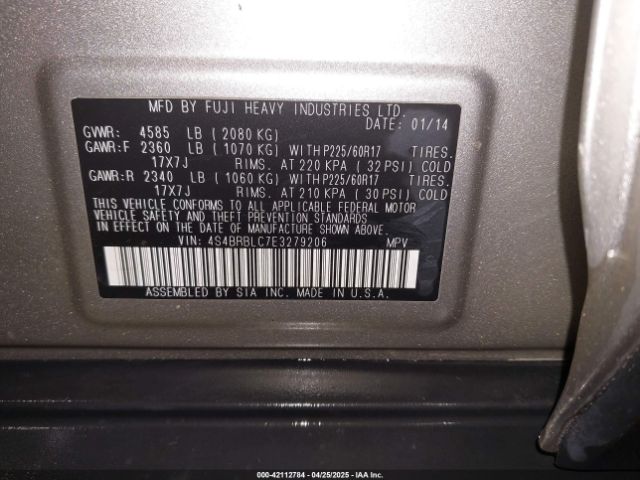 MFD BY FUJI HEAVY INDUSTRIES LTD.
DATE: 01/14
GVWR: 4585 LB (2080 KG)
GAWR:F 2360 LB (1070 KG) WITH P225/60R17 TIRES.
17X7J RIMS. AT 220 KPA (32 PSI) COLD
GAWR:R 2340 LB (1060 KG) WITH P225/60R17 TIRES.
17X7J RIMS. AT 210 KPA (30 PSI) COLD
THIS VEHICLE CONFORMS TO ALL APPLICABLE FEDERAL MOTOR
VEHICLE SAFETY AND THEFT PREVENTION STANDARDS
IN EFFECT ON THE DATE OF MANUFACTURE SHOWN ABOVE.
VIN: 4S4BRBLC7E3279206 MPV
ASSEMBLED BY SIA INC. MADE IN U.S.A.
000-42112784 - 04/25/2025 - IAA Inc.